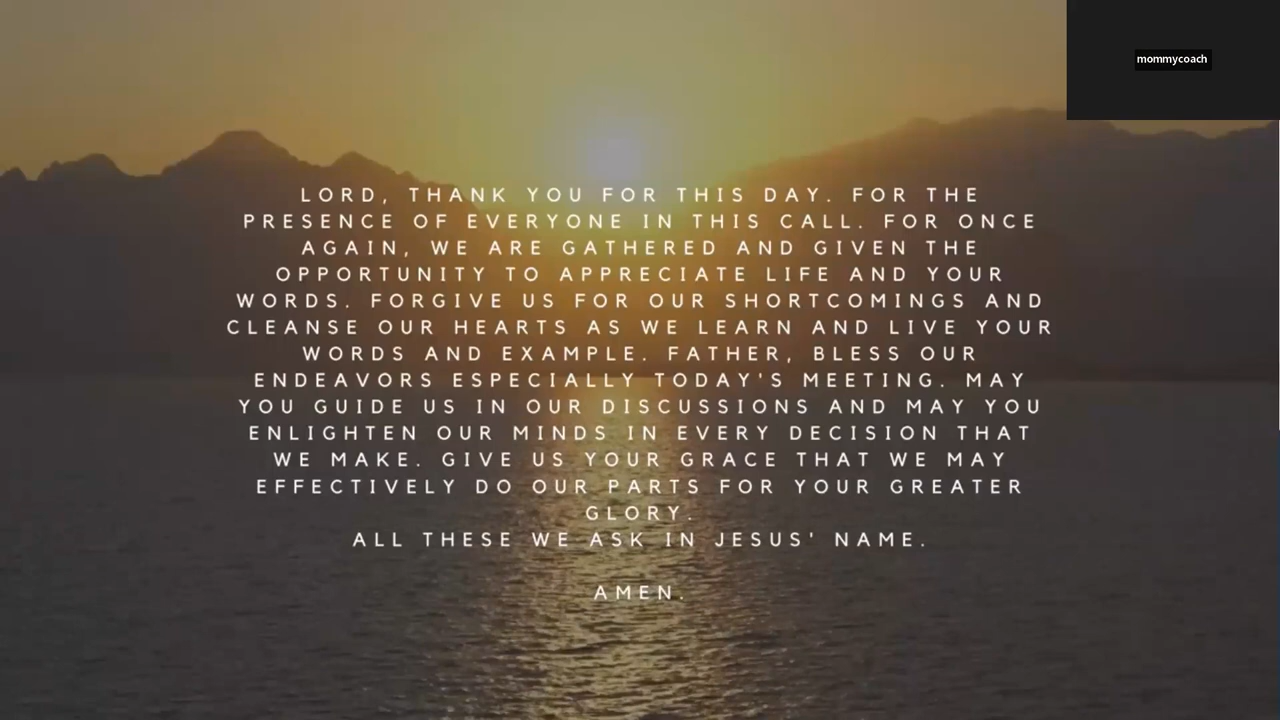 mommycoach
LORD, THANK YOU FOR THIS DAY. FOR THE
PRESENCE OF EVERYONE IN THIS CALL. FOR ONCE
AGAIN, WE ARE GATHERED AND GIVEN THE
OPPORTUNITY TO APPRECIATE LIFE AND YOUR
WORDS. FORGIVE US FOR OUR SHORTCOMINGS AND
CLEANSE OUR HEARTS AS WE LEARN AND LIVE YOUR
WORDS AND EXAMPLE. FATHER, BLESS OUR
ENDEAVORS ESPECIALLY TODAY'S MEETING. MAY
YOU GUIDE US IN OUR DISCUSSIONS AND MAY YOU
ENLIGHTEN OUR MINDS IN EVERY DECISION THAT
WE MAKE. GIVE US YOUR GRACE THAT WE MAY
EFFECTIVELY DO OUR PARTS FOR YOUR GREATER
GLORY.
ALL THESE WE ASK IN JESUS' NAME.
AMEN.